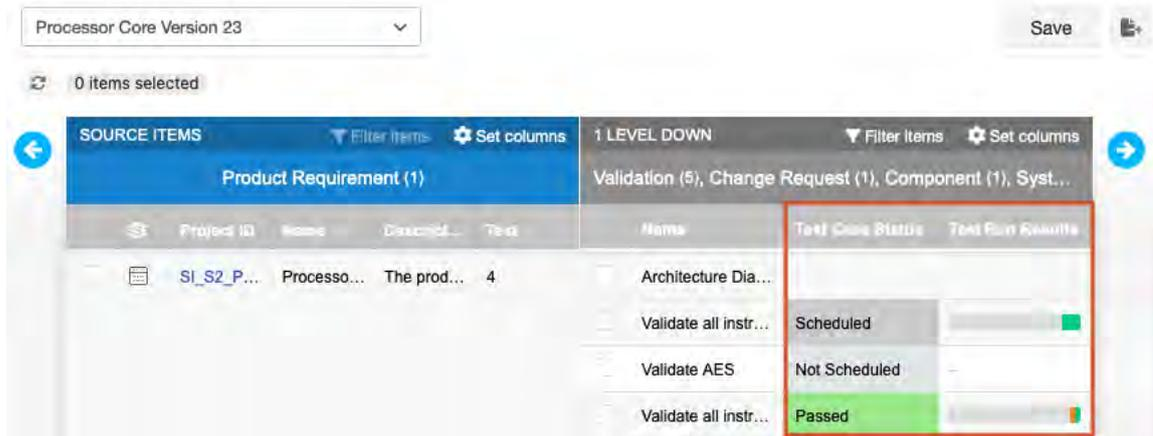 Processor Core Version 23
Save
0 items selected
SOURCE ITEMS Filter items Set columns
1 LEVEL DOWN Filter items Set columns
Product Requirement (1)
Validation (5), Change Request (1), Component (1), Syst...
Project ID Name Descript... Test
Name Test Case Status Test Run Results
SI_S2_P... Processo... The prod... 4
Architecture Dia...
Validate all instr... Scheduled
Validate AES Not Scheduled -
Validate all instr... Passed